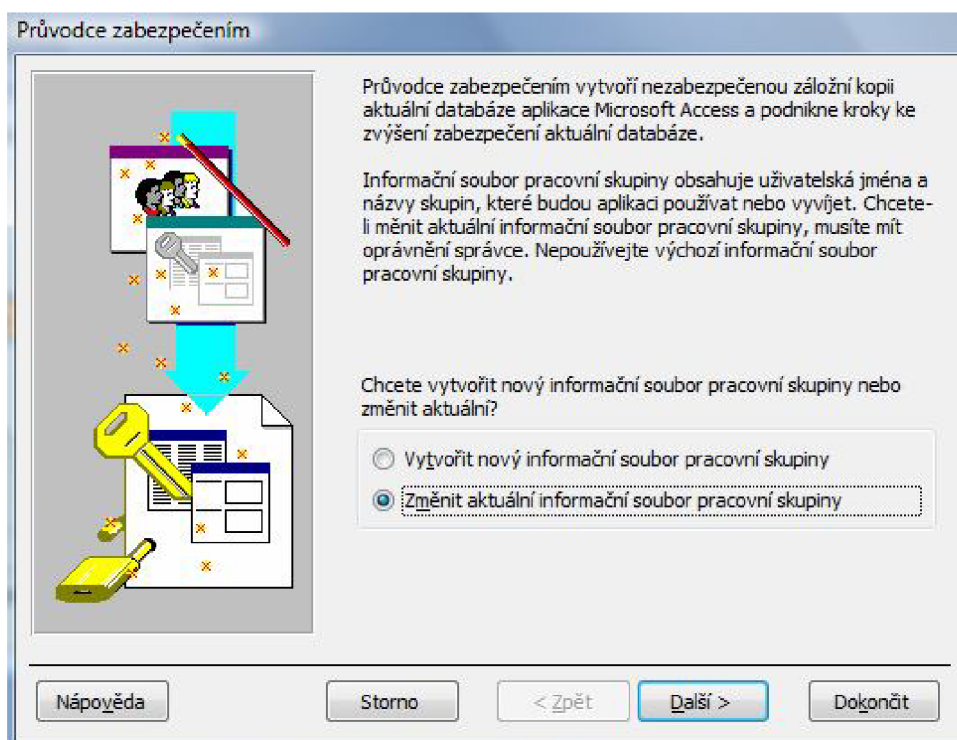 Průvodce zabezpečením
Průvodce zabezpečením vytvoří nezabezpečenou záložní kopii
aktuální databáze aplikace Microsoft Access a podnikne kroky ke
zvýšení zabezpečení aktuální databáze.
Informační soubor pracovní skupiny obsahuje uživatelská jména a
názvy skupin, které budou aplikaci používat nebo vyvíjet. Chcete-
li měnit aktuální informační soubor pracovní skupiny, musíte mít
oprávnění správce. Nepoužívejte výchozí informační soubor
pracovní skupiny.
Chcete vytvořit nový informační soubor pracovní skupiny nebo
změnit aktuální?
Vytvořit nový informační soubor pracovní skupiny
Změnit aktuální informační soubor pracovní skupiny
Nápověda
Storno
< Zpět
Další >
Dokončit